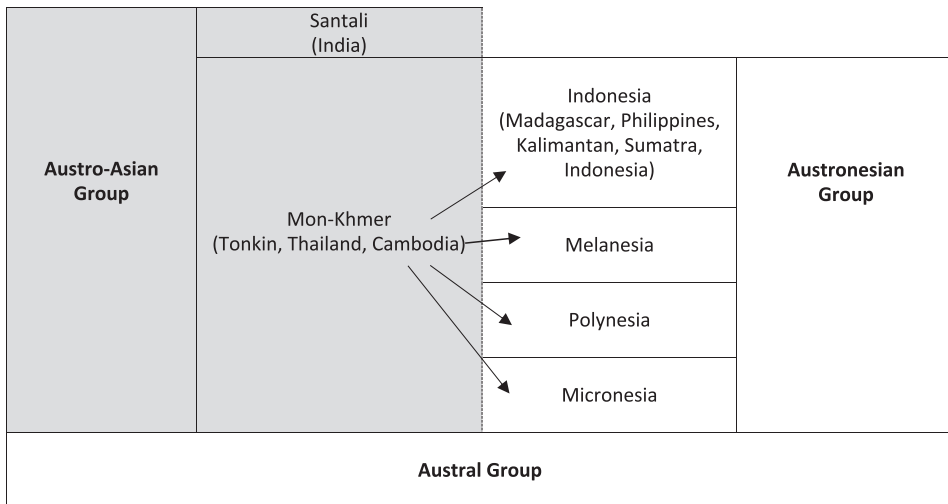 Santali
(India)
Austro-Asian
Group
Mon-Khmer
(Tonkin, Thailand, Cambodia)
Indonesia
(Madagascar, Philippines,
Kalimantan, Sumatra,
Indonesia)
Melanesia
Polynesia
Micronesia
Austronesian
Group
Austral Group